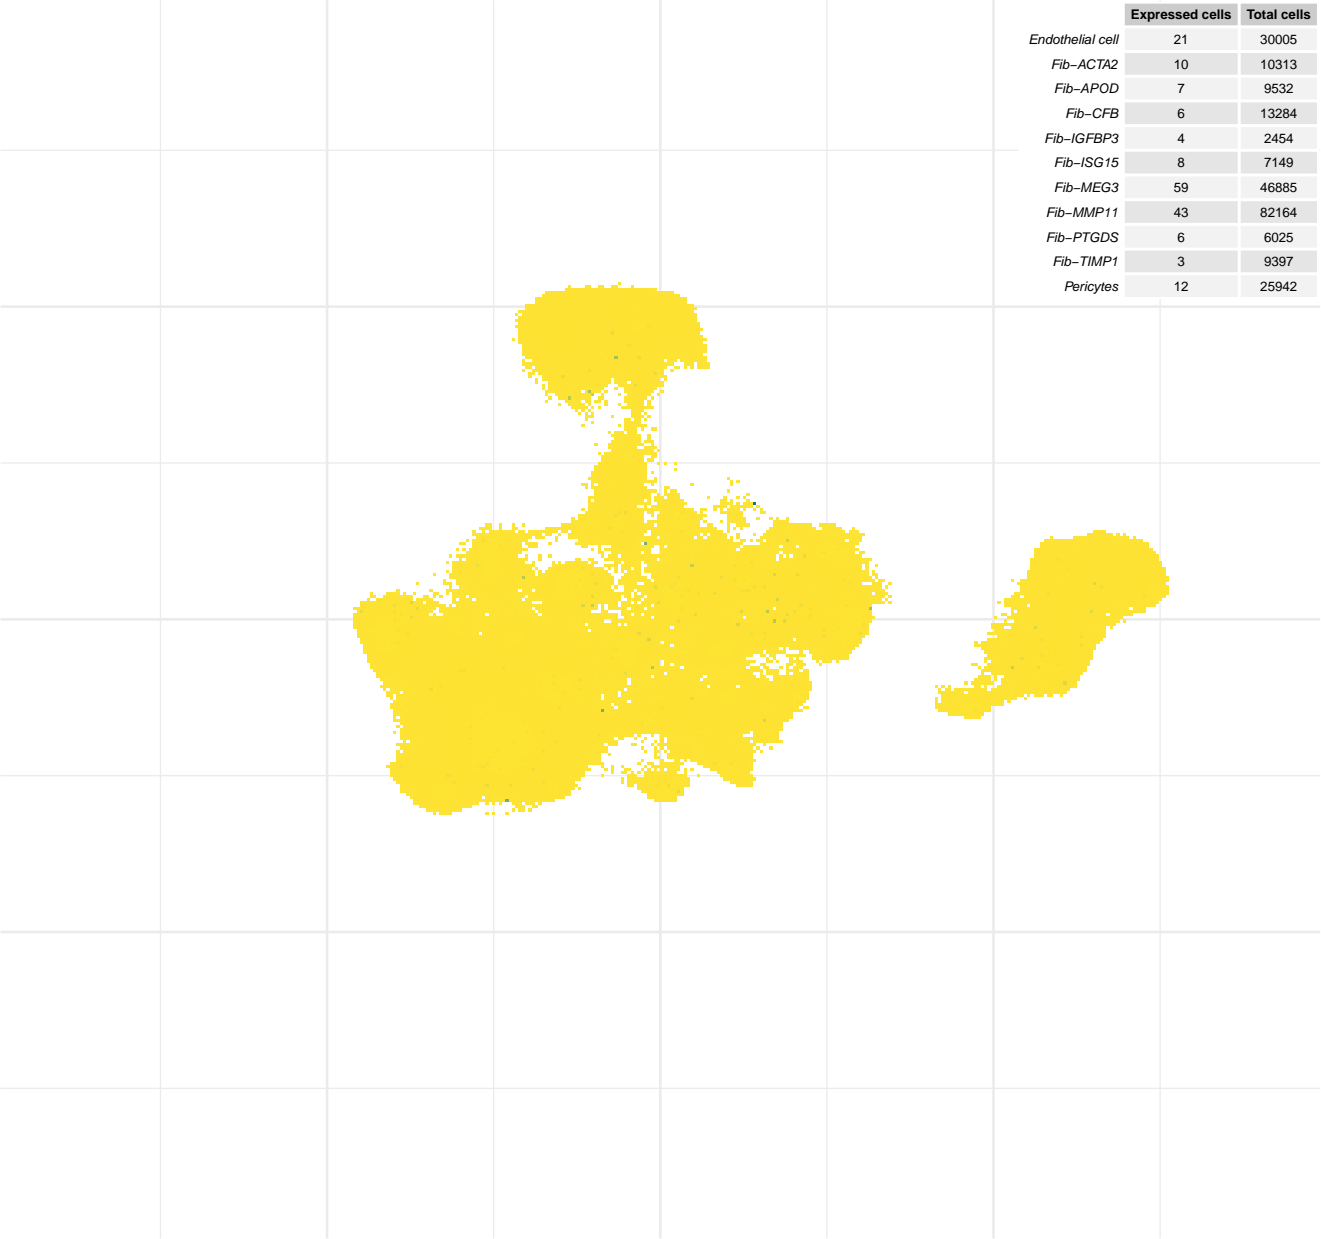 Expressed cells Total cells
Endothelial cell 21 30005
Fib−ACTA2 10 10313
Fib−APOD 7 9532
Fib−CFB 6 13284
Fib−IGFBP3 4 2454
Fib−ISG15 8 7149
Fib−MEG3 59 46885
Fib−MMP11 43 82164
Fib−PTGDS 6 6025
Fib−TIMP1 3 9397
Pericytes 12 25942